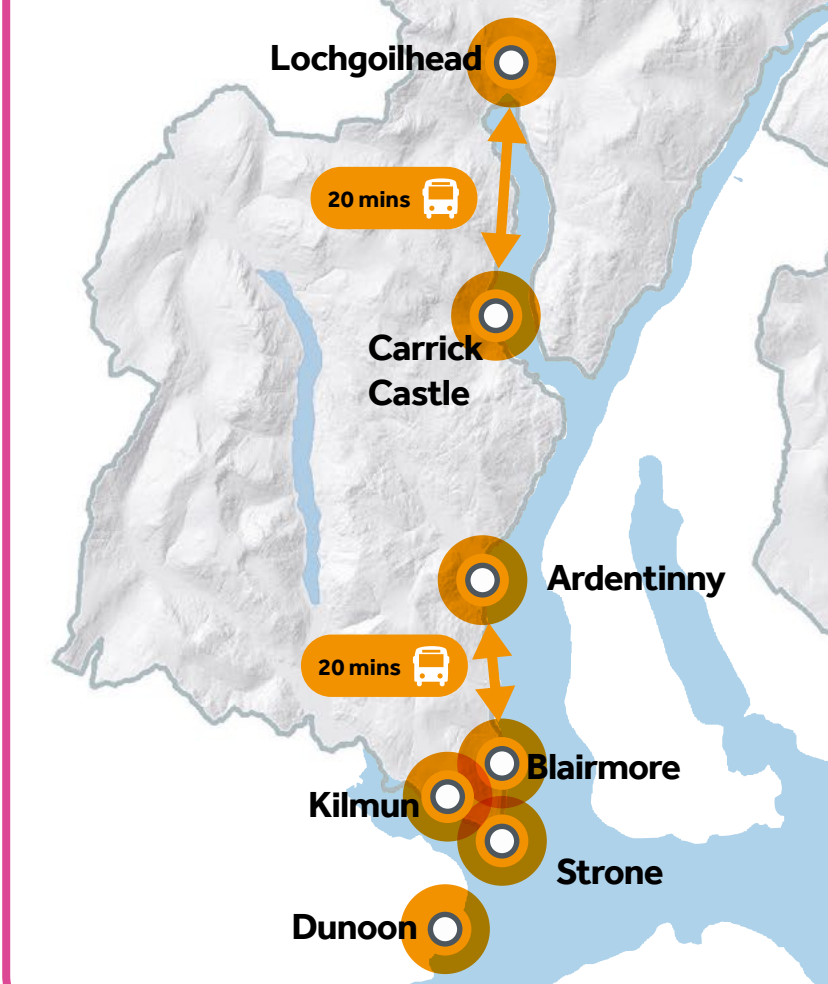 Lochgoilhead
20 mins
Carrick
Castle
Ardentinny
20 mins
Blairmore
Kilmun
Strone
Dunoon